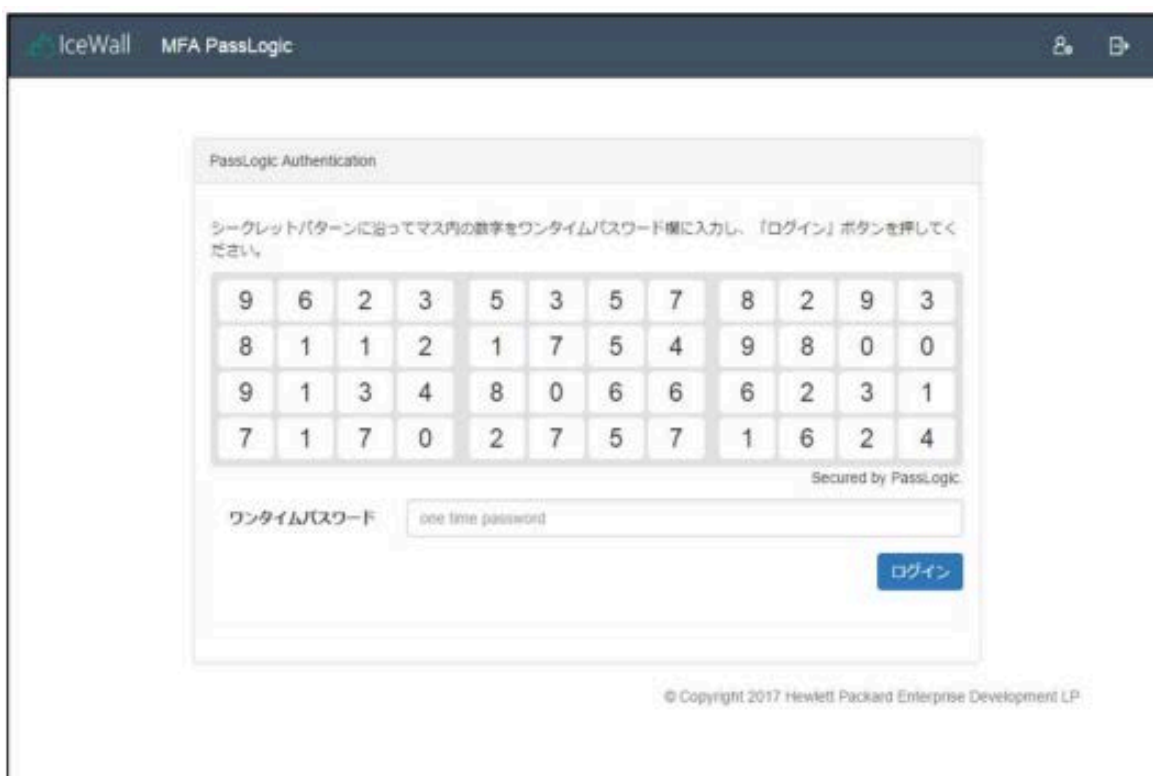 IceWall MFA PassLogic
PassLogic Authentication
シークレットパターンに沿ってマス内の数字をワンタイムパスワード欄に入力し、「ログイン」ボタンを押してく
ださい。
9 6 2 3 5 3 5 7 8 2 9 3
8 1 1 2 1 7 5 4 9 8 0 0
9 1 3 4 8 0 6 6 6 2 3 1
7 1 7 0 2 7 5 7 1 6 2 4
Secured by PassLogic.
ワンタイムパスワード one time password
ログイン
© Copyright 2017 Hewlett Packard Enterprise Development LP